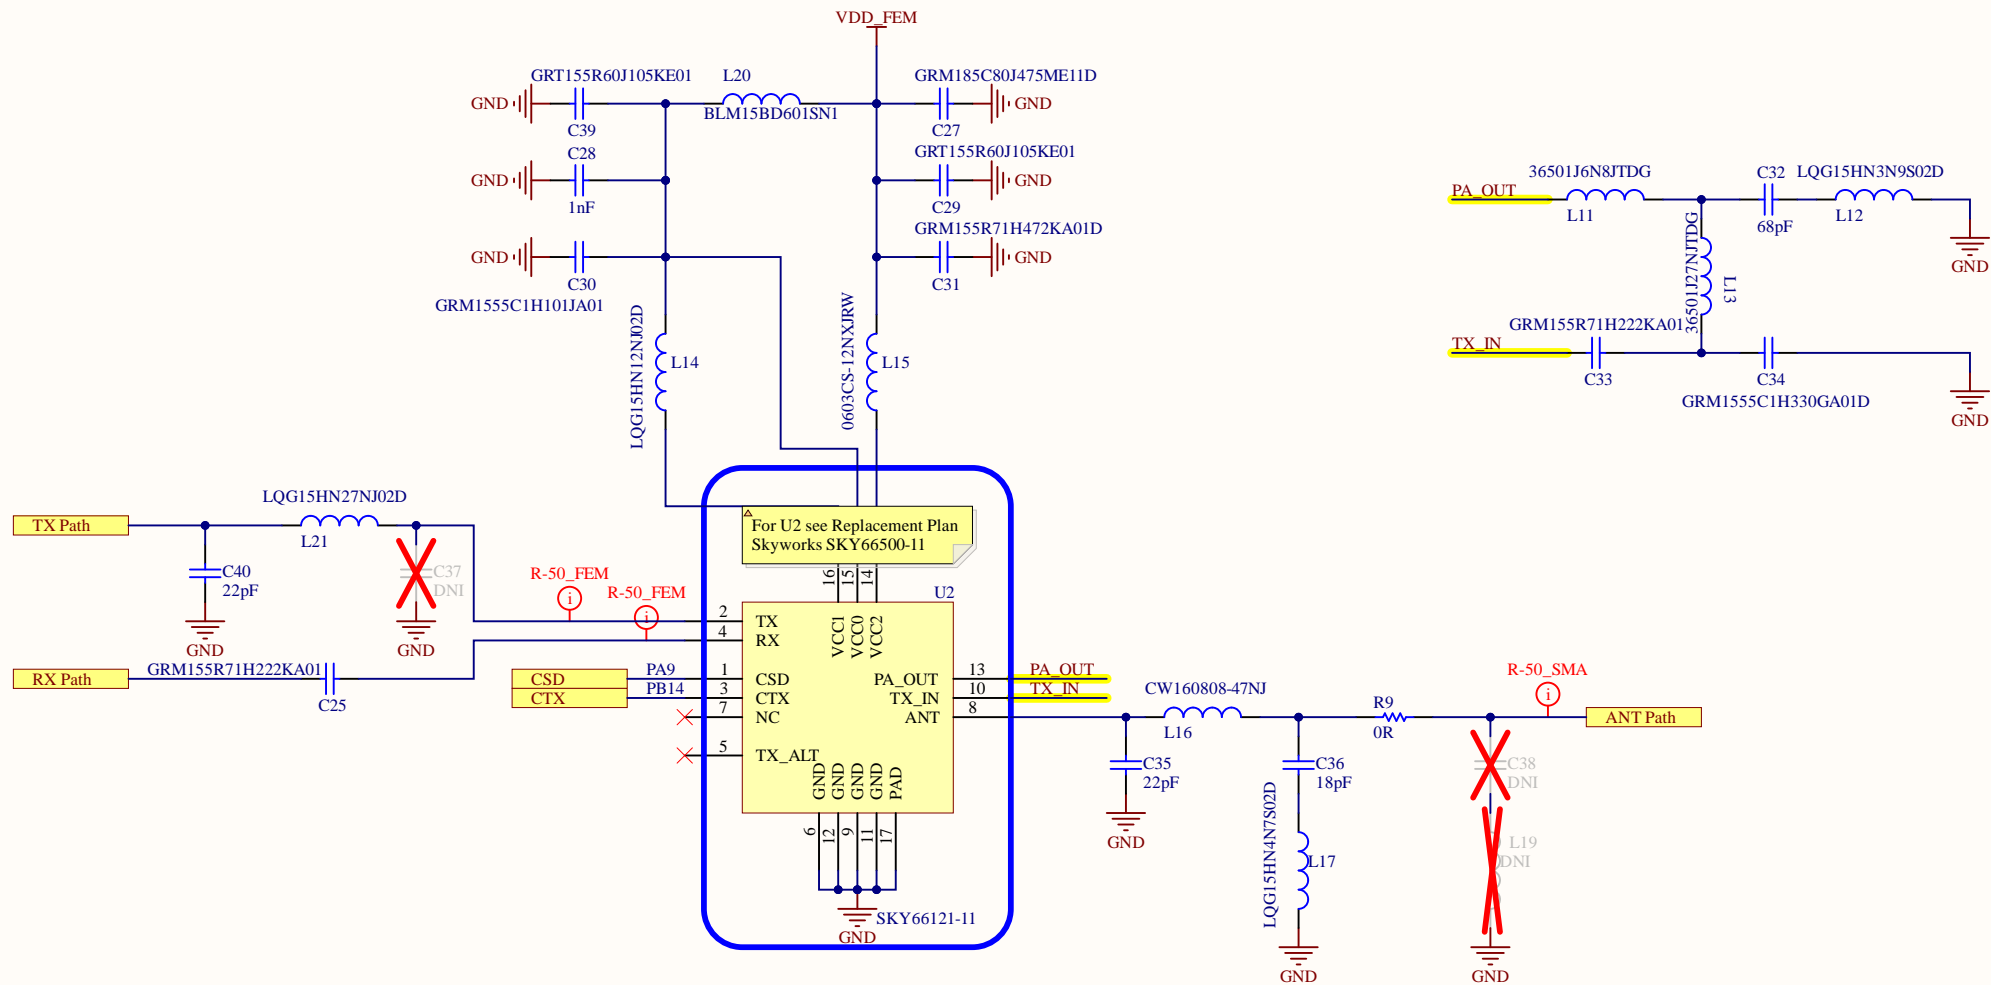 VDD_FEM
GRT155R60J105KE01
L20
GRM185C80J475ME11D
GND
GND
BLM15BD601SN1
C39
C27
C28
GRT155R60J105KE01
GND
GND
1nF
C29
GRM155R71H472KA01D
GND
GND
C30
C31
GRM1555C1H101JA01
LQG15HN12NJ02D
L14
0603CS-12NXJRW
L15
36501J6N8JTDG
C32
LQG15HN3N9S02D
PA_OUT
L11
68pF
L12
GND
36501J27NJTDG
L13
GRM155R71H222KA01
TX_IN
C33
C34
GRM1555C1H330GA01D
GND
LQG15HN27NJ02D
TX Path
L21
C40
22pF
C37
DNI
GND
GND
For U2 see Replacement Plan
Skyworks SKY66500-11
R-50_FEM
R-50_FEM
i
i
16
15
14
U2
2
TX
4
RX
VCC1
VCC0
VCC2
RX Path
GRM155R71H222KA01
C25
CSD
PA9
1
CSD
CTX
PB14
3
CTX
7
NC
5
TX_ALT
PA_OUT
13
PA_OUT
TX_IN
10
TX_IN
ANT
8
GND
GND
GND
GND
PAD
6
12
9
11
17
SKY66121-11
GND
CW160808-47NJ
L16
C35
22pF
GND
R9
0R
C36
18pF
LQG15HN4N7S02D
L17
GND
R-50_SMA
i
ANT Path
C38
DNI
L19
DNI
GND